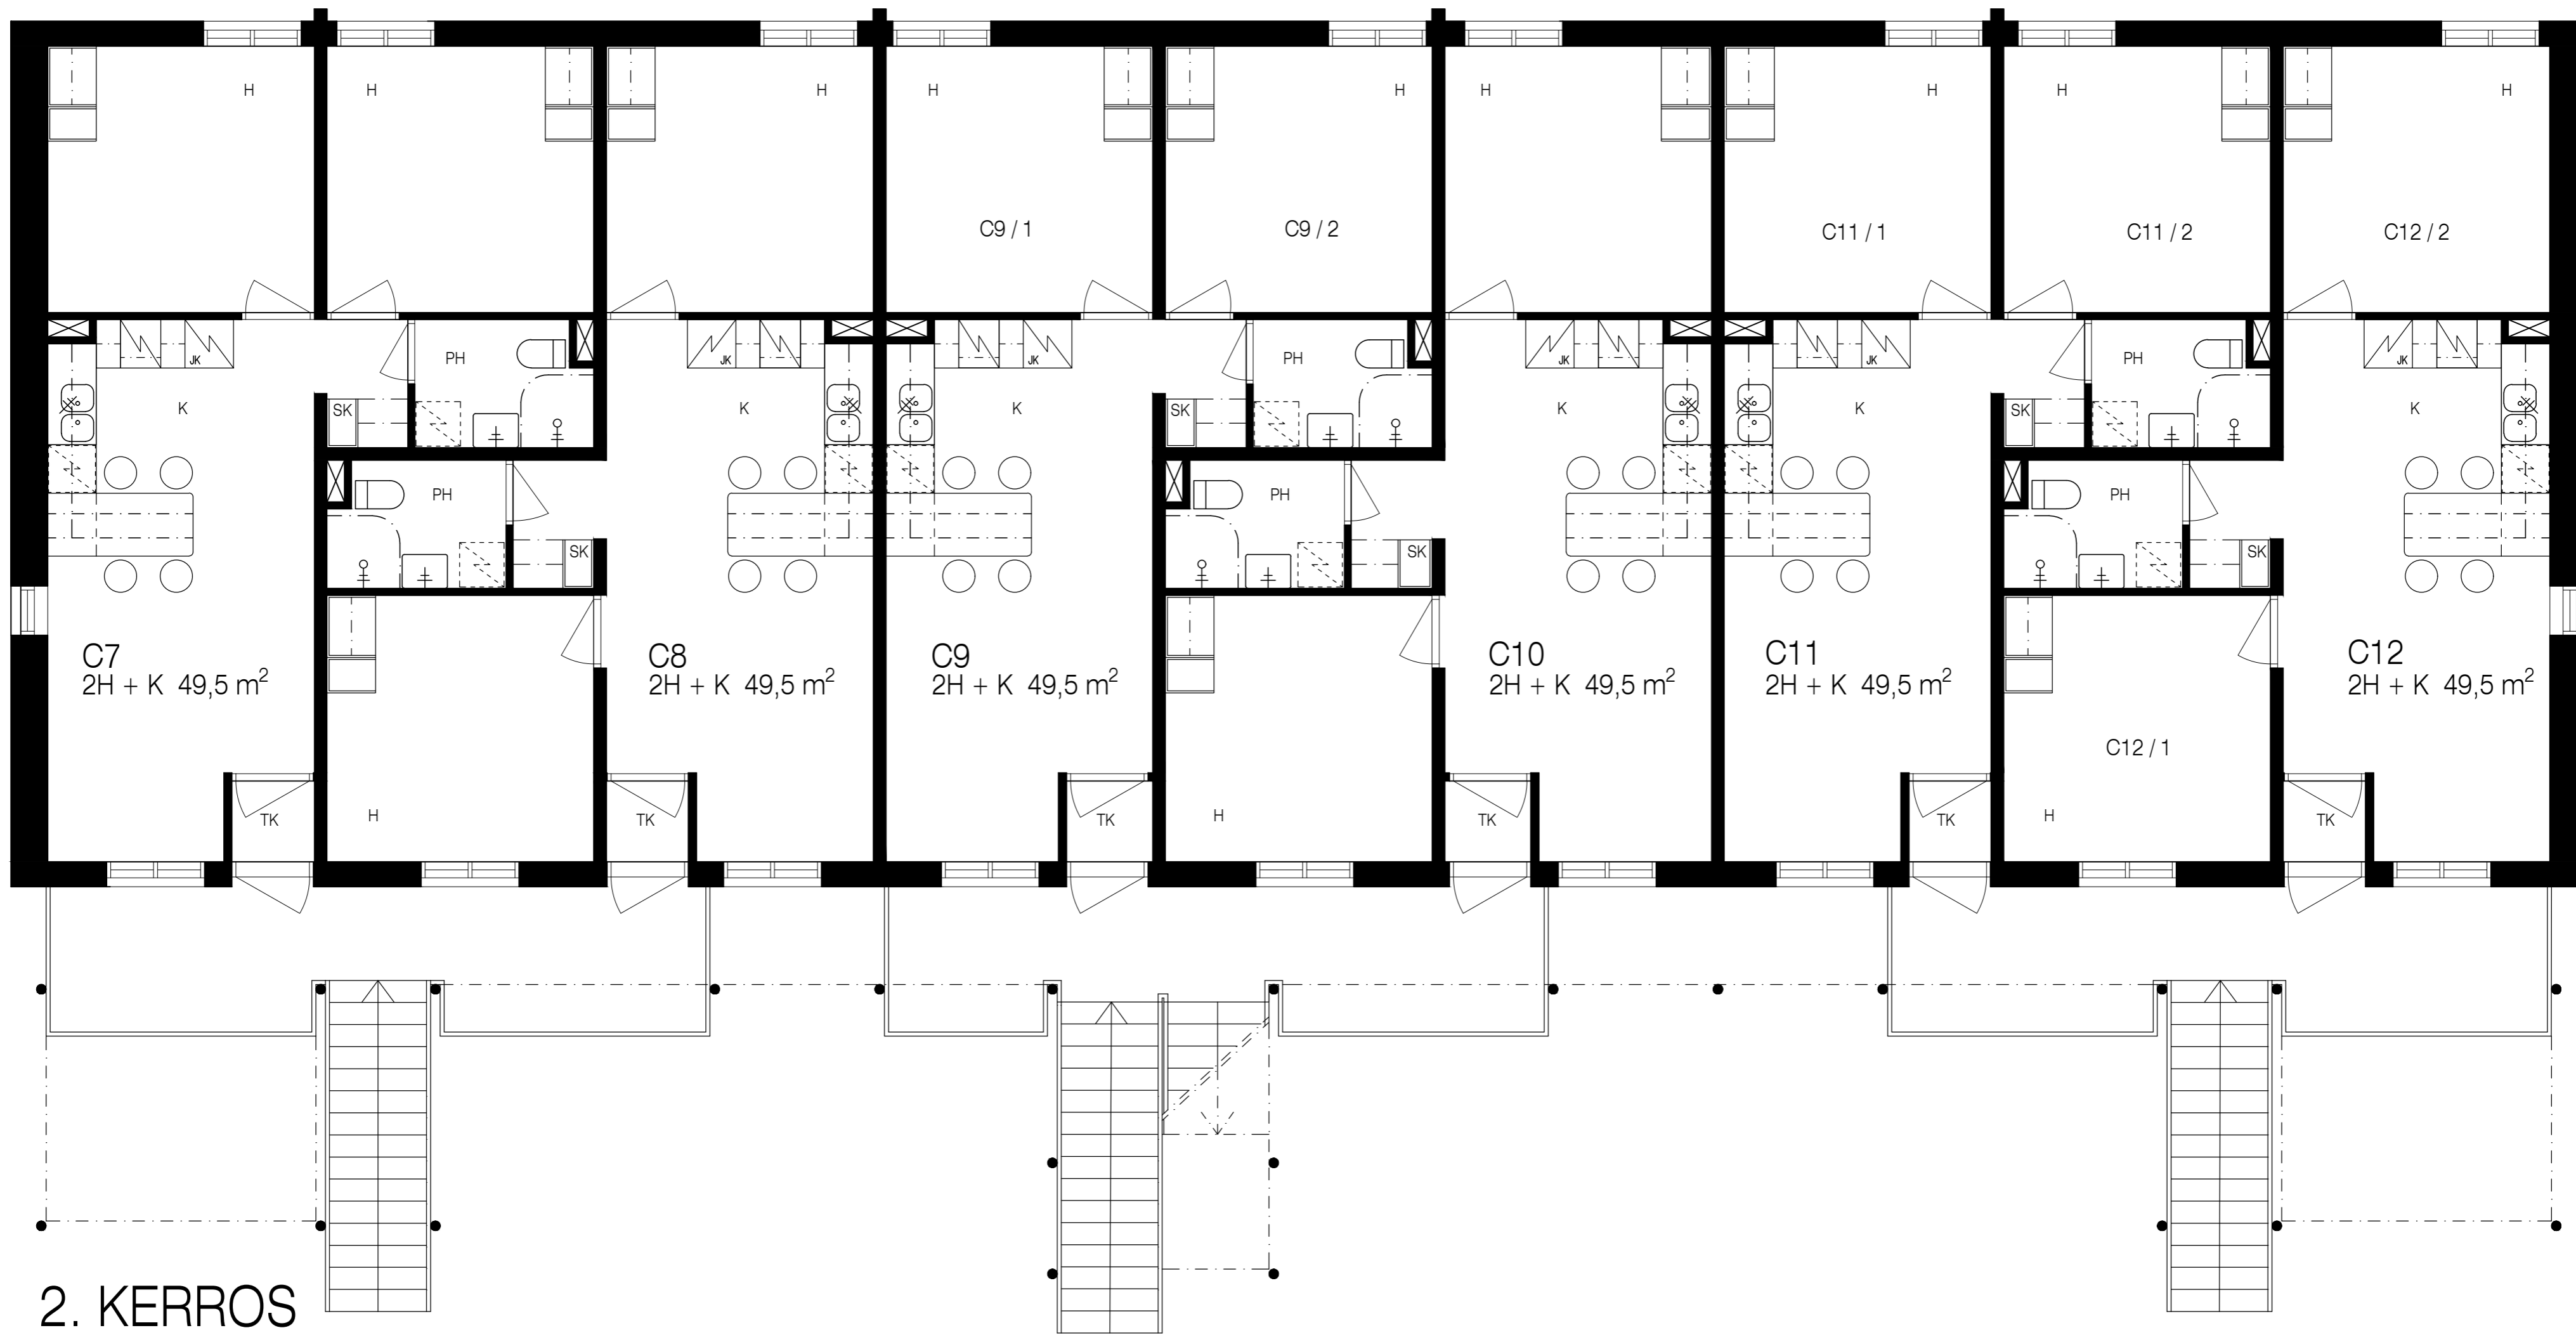 H H H H H H H H H
C9 / 1 C9 / 2 C11 / 1 C11 / 2 C12 / 2
JK PH JK JK PH JK JK PH JK
K SK K K SK K K SK K
PH PH PH
SK SK SK
C7 C8 C9 C10 C11 C12
2H + K 49,5 m² 2H + K 49,5 m² 2H + K 49,5 m² 2H + K 49,5 m² 2H + K 49,5 m² 2H + K 49,5 m²
C12 / 1
TK H TK TK H TK TK H TK
2. KERROS